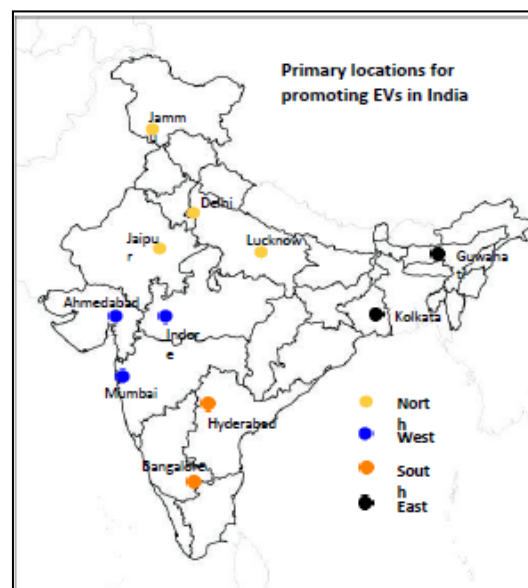 Primary locations for
promoting EVs in India
Jamm
u
Delhi
Jaipu
r
Lucknow
Guwaha
ti
Ahmedabad
Indor
e
Kolkata
Mumbai
Hyderabad
Bangalore
Nort
h
West
Sout
h
East